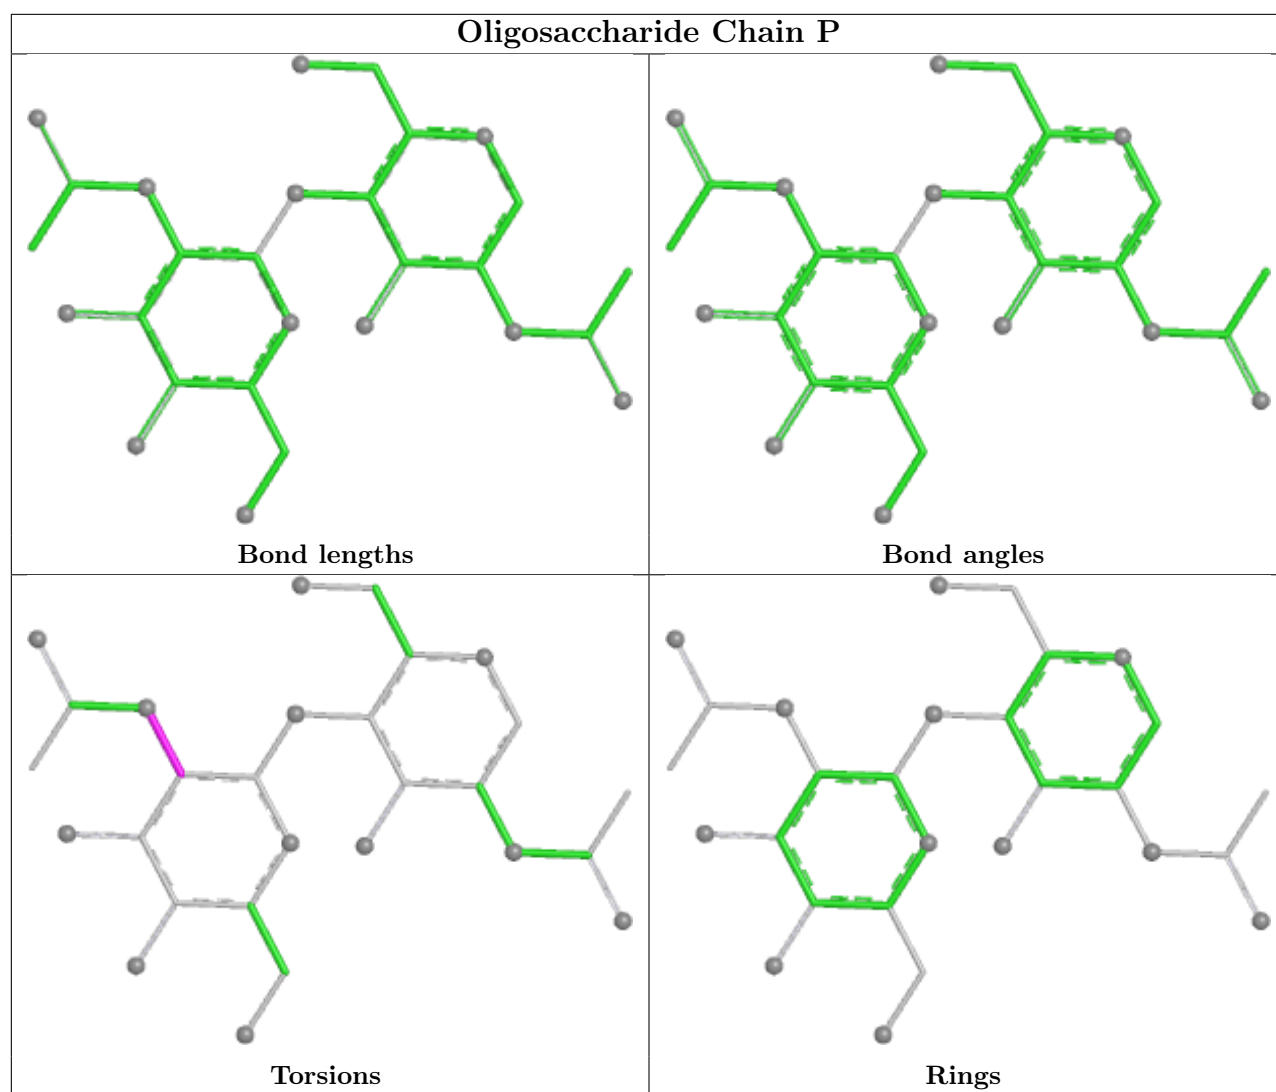 Oligosaccharide Chain P
Bond lengths
Bond angles
Torsions
Rings